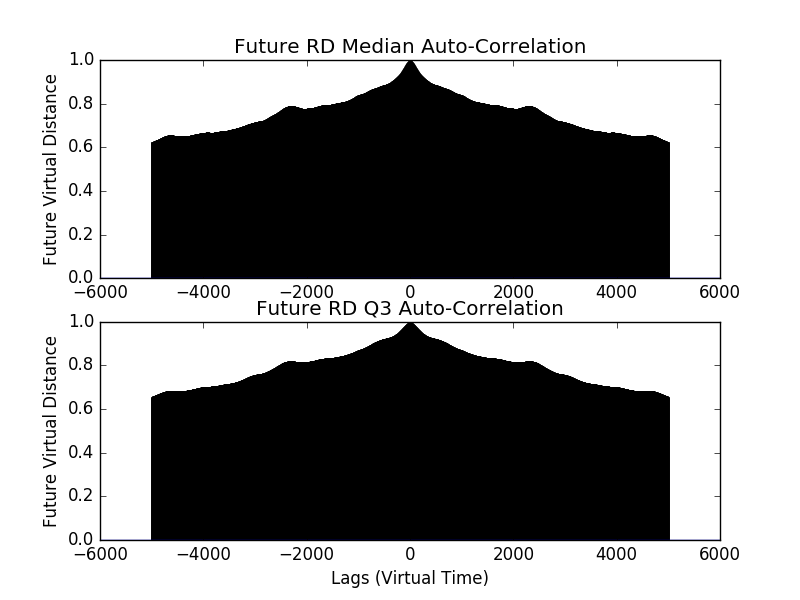 Future RD Median Auto-Correlation
1.0
0.8
0.6
0.4
0.2
0.0
Future Virtual Distance
−6000 −4000 −2000 0 2000 4000 6000
Future RD Q3 Auto-Correlation
1.0
0.8
0.6
0.4
0.2
0.0
Future Virtual Distance
−6000 −4000 −2000 0 2000 4000 6000
Lags (Virtual Time)